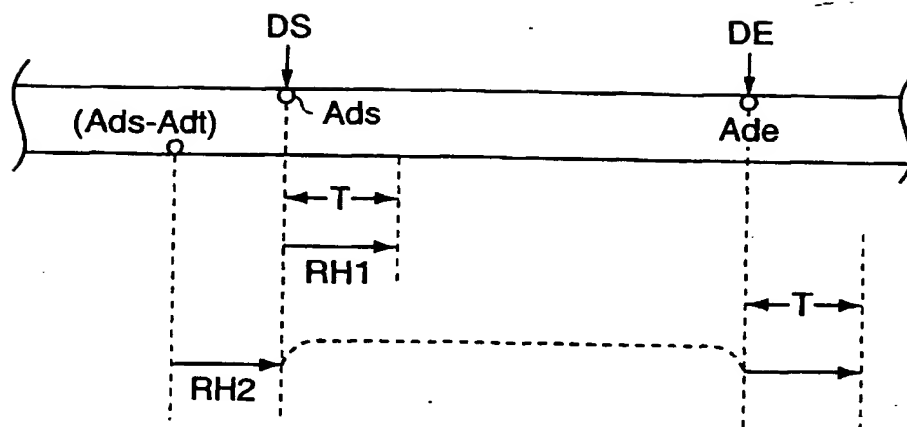 DS
DE
Ads
(Ads-Adt)
Ade
T
RH1
T
RH2